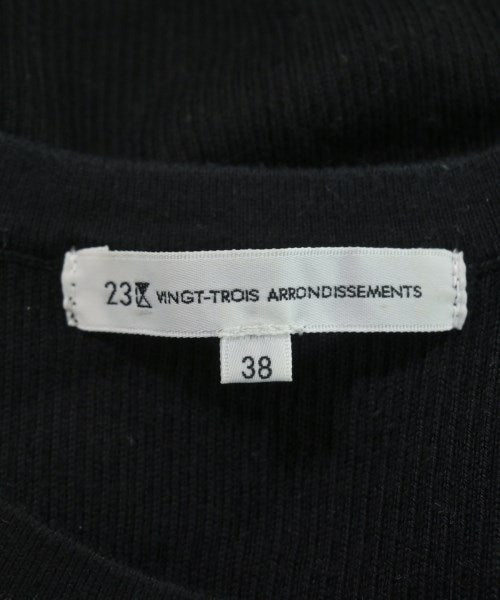 23区 VINGT-TROIS ARRONDISSEMENTS
38